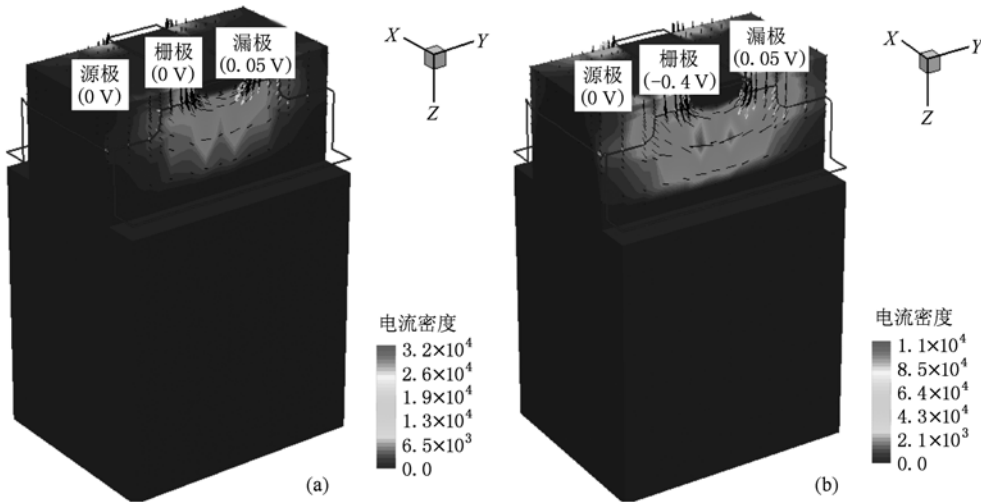 源极
(0 V)
栅极
(0 V)
漏极
(0.05 V)
X
Y
Z
电流密度
3.2×10⁴
2.6×10⁴
1.9×10⁴
1.3×10⁴
6.5×10³
0.0
(a)
源极
(0 V)
栅极
(−0.4 V)
漏极
(0.05 V)
X
Y
Z
电流密度
1.1×10⁴
8.5×10⁴
6.4×10⁴
4.3×10⁴
2.1×10³
0.0
(b)